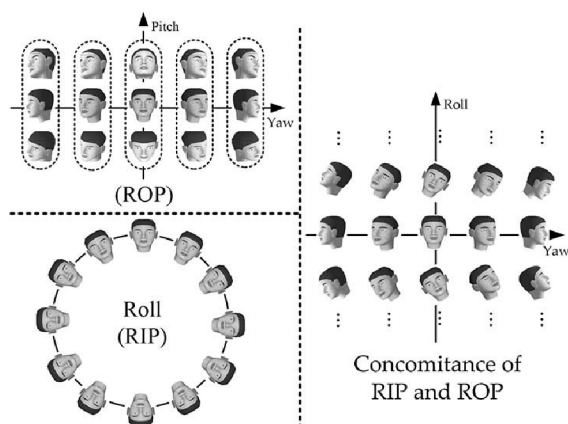 Pitch
Yaw
(ROP)
Roll
(RIP)
Roll
Yaw
Concomitance of
RIP and ROP